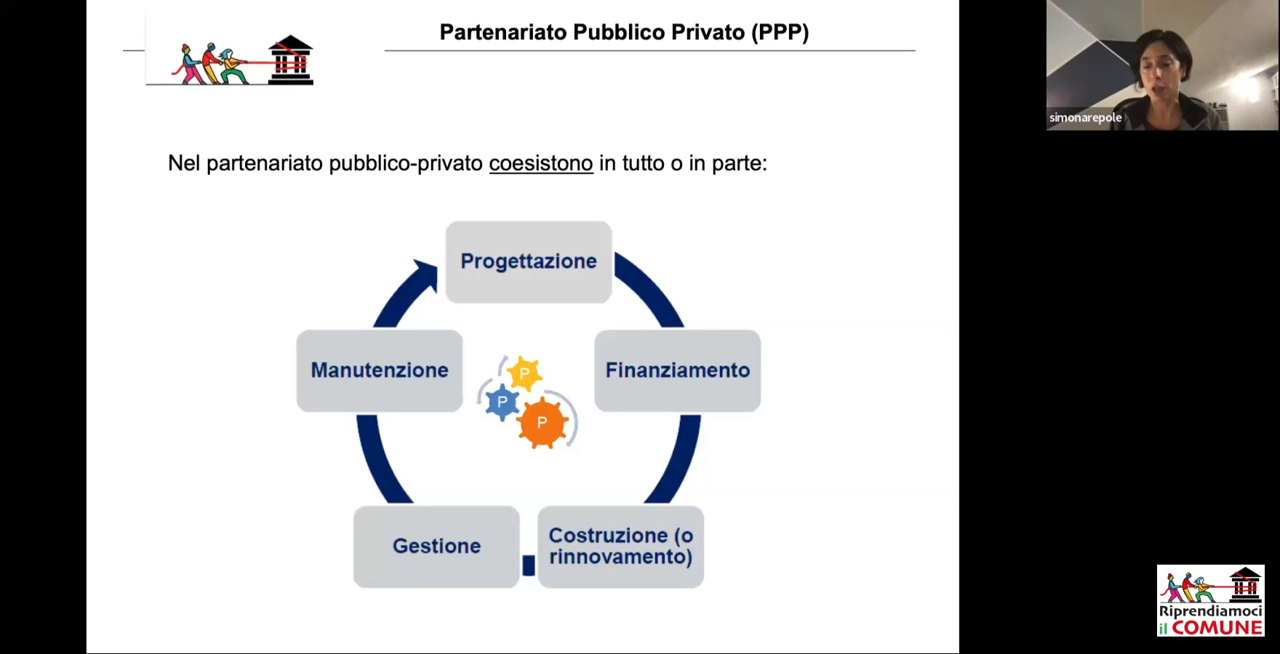 Partenariato Pubblico Privato (PPP)
simonarepole
Nel partenariato pubblico-privato coesistono in tutto o in parte:
Progettazione
Manutenzione
Finanziamento
P
P
P
Gestione
Costruzione (o
rinnovamento)
Riprendiamoci
il COMUNE